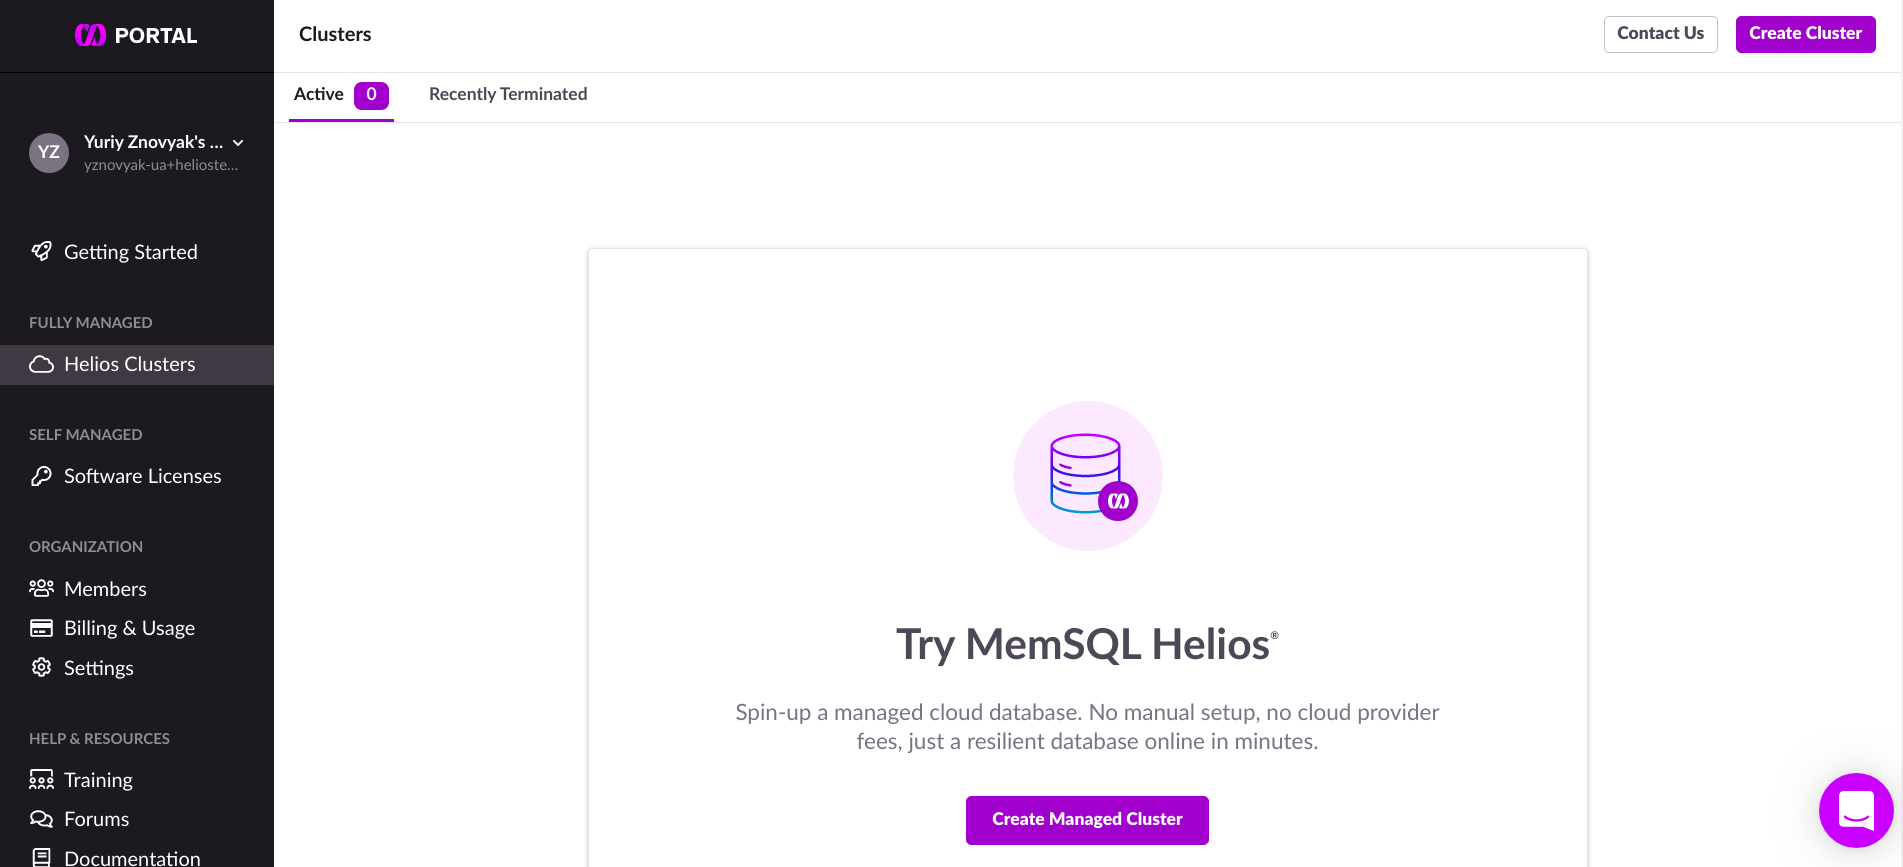 PORTAL
Yuriy Znovyak's ...
yznovyak-ua+helioste...
Getting Started
FULLY MANAGED
Helios Clusters
SELF MANAGED
Software Licenses
ORGANIZATION
Members
Billing & Usage
Settings
HELP & RESOURCES
Training
Forums
Documentation
Clusters
Contact Us
Create Cluster
Active 0
Recently Terminated
Try MemSQL Helios®
Spin-up a managed cloud database. No manual setup, no cloud provider
fees, just a resilient database online in minutes.
Create Managed Cluster
YZ